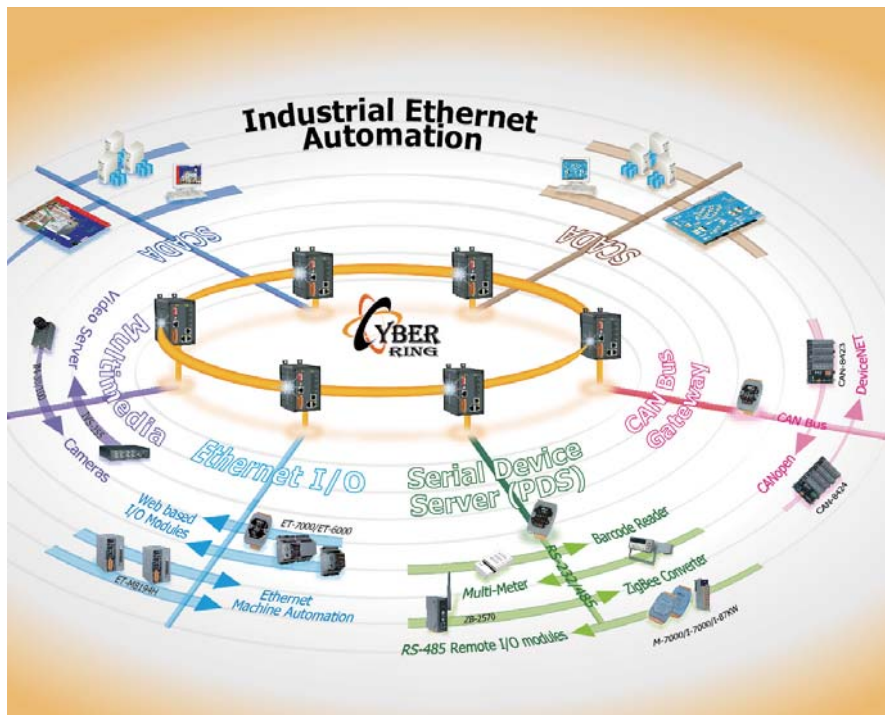 Industrial Ethernet
Automation
SCADA
SCADA
CYBER
RING
Video Server
Multimedia
Cameras
Ethernet I/O
Web based
I/O Modules
ET-7000/ET-6000
ET-M8194H
Ethernet
Machine Automation
Serial Device
Server (PDS)
RS-232/485
Barcode Reader
Multi-Meter
ZigBee Converter
ZB-2570
RS-485 Remote I/O modules
M-7000/I-7000/I-87KW
CAN Bus
Gateway
CAN Bus
CAN-8423
DeviceNET
CANopen
CAN-8424